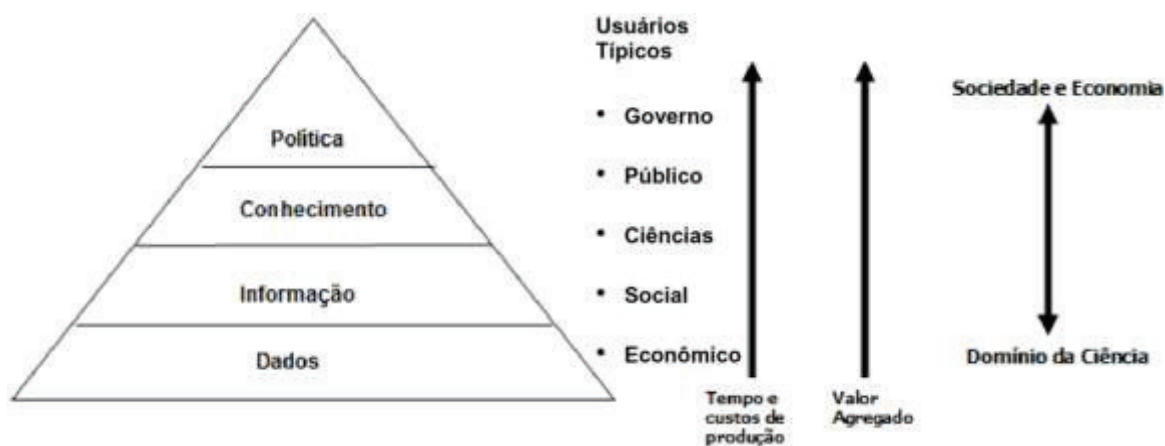 Política
Conhecimento
Informação
Dados
Usuários
Típicos
• Governo
• Público
• Ciências
• Social
• Econômico
Tempo e
custos de
produção
Valor
Agregado
Sociedade e Economia
Domínio da Ciência